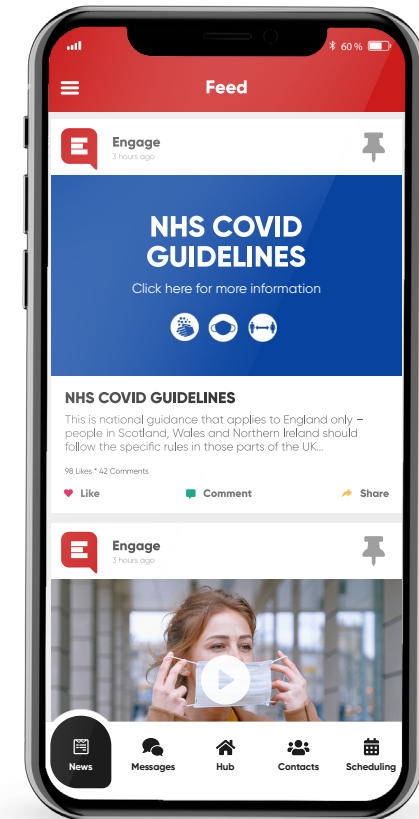 60 %
Feed
Engage
3 hours ago
NHS COVID
GUIDELINES
Click here for more information
NHS COVID GUIDELINES
This is national guidance that applies to England only –
people in Scotland, Wales and Northern Ireland should
follow the specific rules in those parts of the UK...
98 Likes * 42 Comments
Like Comment Share
Engage
3 hours ago
News Messages Hub Contacts Scheduling